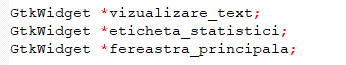 GtkWidget *vizualizare_text;
GtkWidget *eticheta_statistici;
GtkWidget *fereastra_principala;